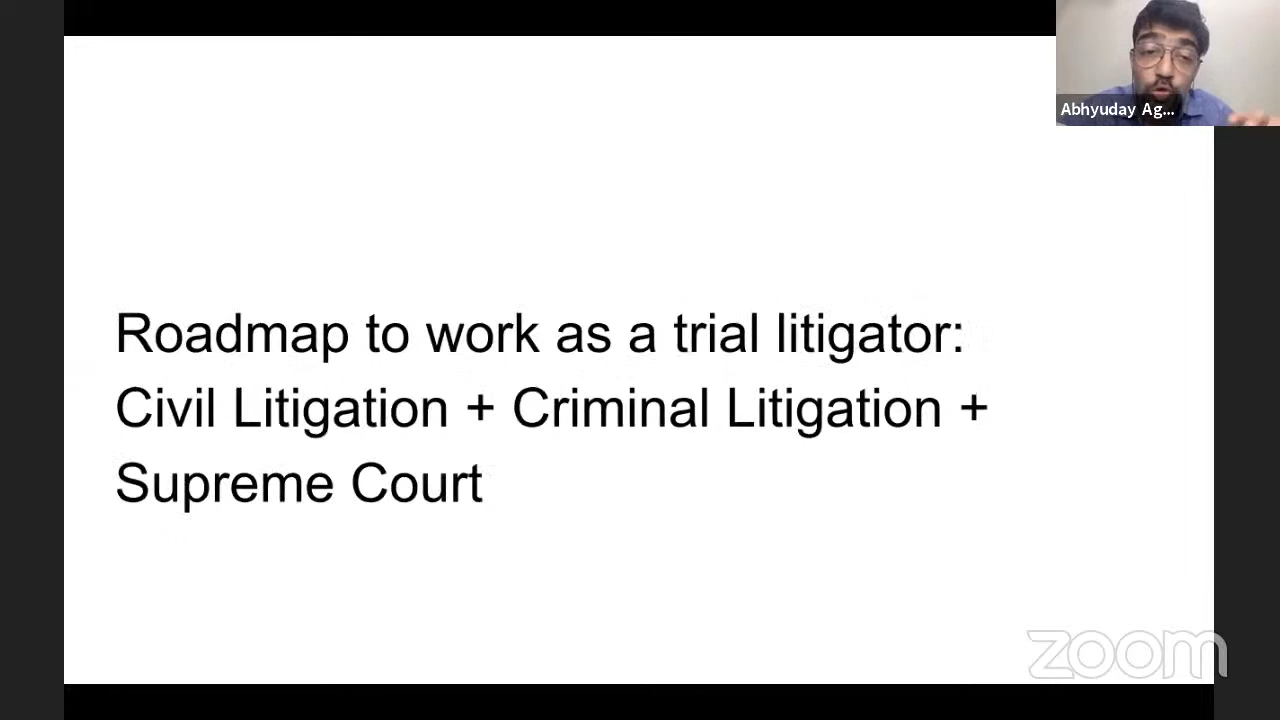 Abhyuday Ag...
Roadmap to work as a trial litigator:
Civil Litigation + Criminal Litigation +
Supreme Court
zoom